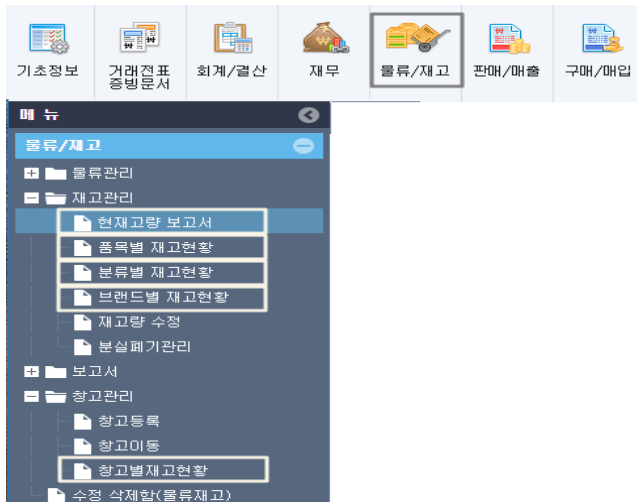 기초정보
거래전표
증빙문서
회계/결산
재무
물류/재고
판매/매출
구매/매입
메 뉴
물류/재고
물류관리
재고관리
현재고량 보고서
품목별 재고현황
분류별 재고현황
브랜드별 재고현황
재고량 수정
분실폐기관리
보고서
창고관리
창고등록
창고이동
창고별재고현황
수정 삭제함(물류재고)